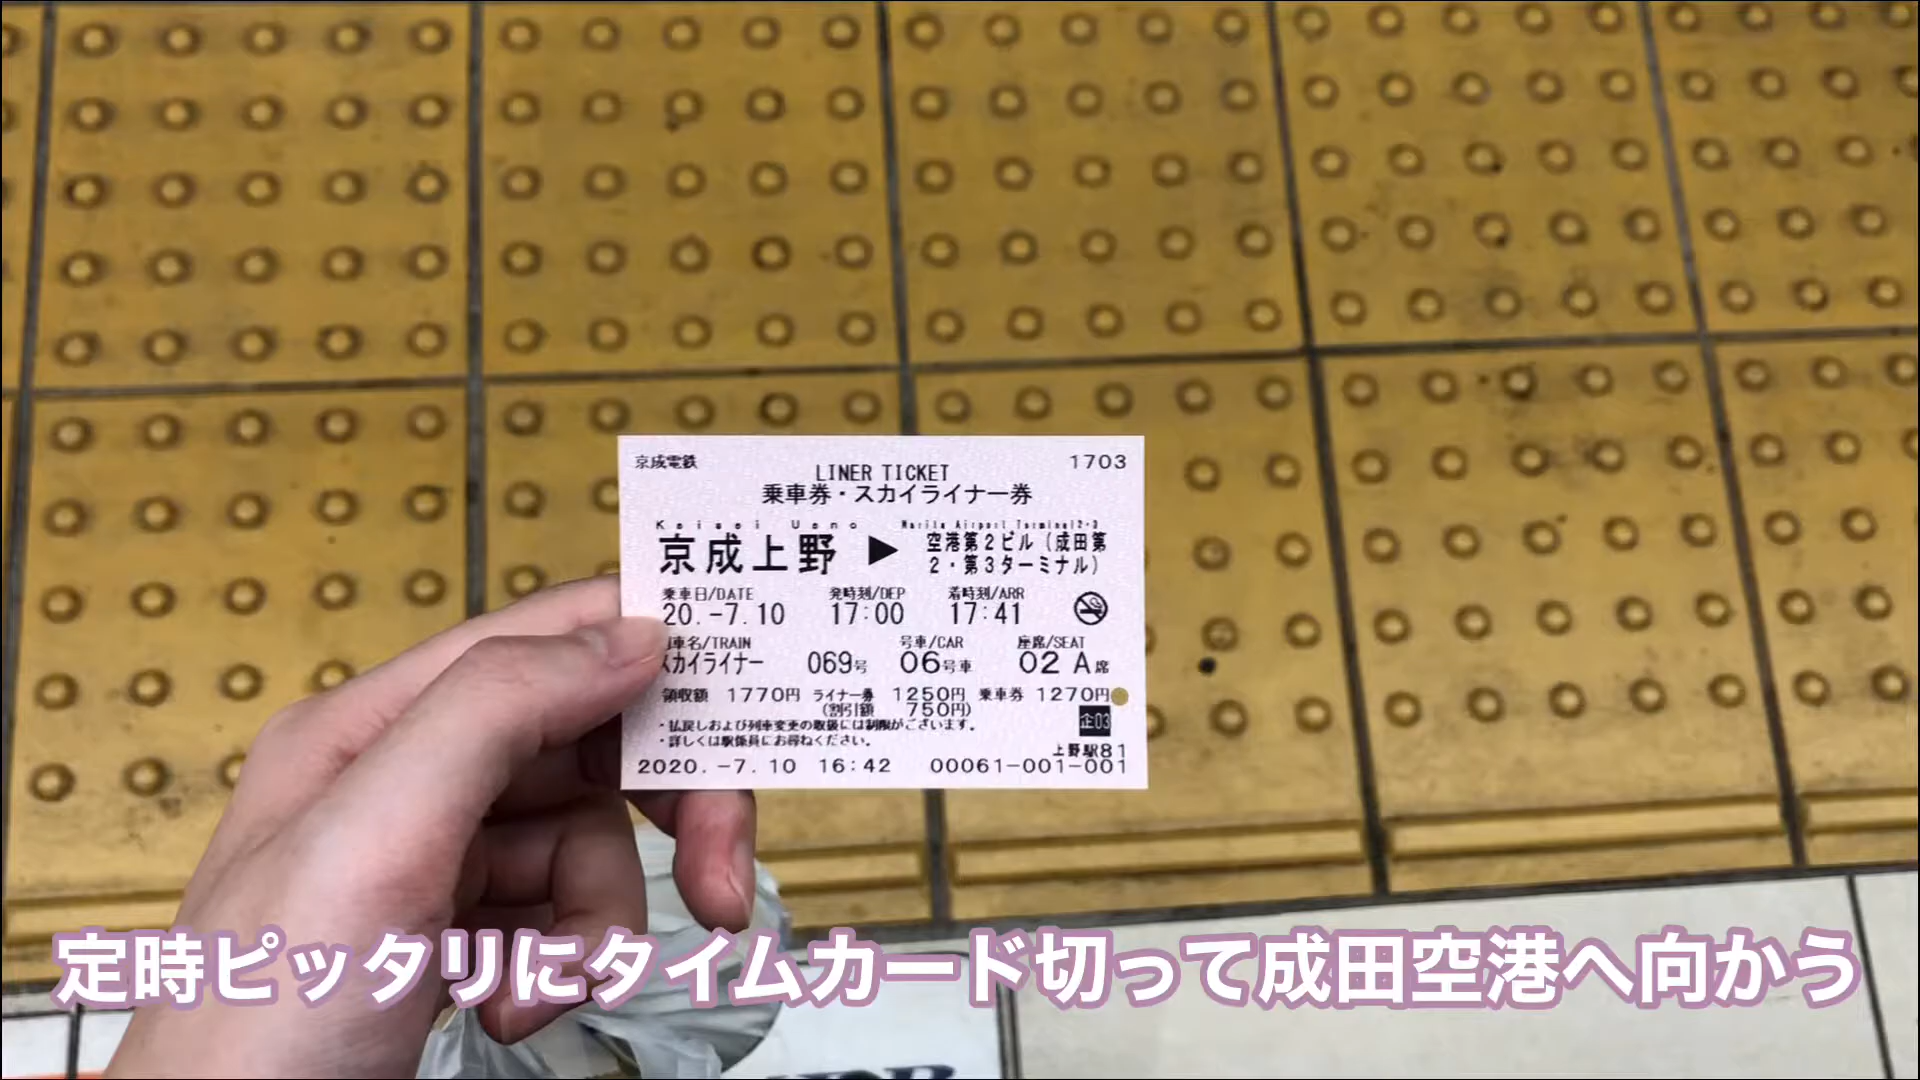 京成電鉄
1703
LINER TICKET
乗車券・スカイライナー券
Keisei Ueno
Narita Airport Terminal2・3
京成上野 ▶ 空港第2ビル(成田第
2・第3ターミナル)
乗車日/DATE 発時刻/DEP 着時刻/ARR
20.-7.10 17:00 17:41
車名/TRAIN 号車/CAR 座席/SEAT
スカイライナー 069号 06号車 02 A席
領収額 1770円 ライナー券 1250円 乗車券 1270円
(割引額 750円)
・払戻しおよび列車変更の取扱には制限がございます。
企03
・詳しくは駅係員にお尋ねください。
上野駅81
2020.-7.10 16:42 00061-001-001
定時ピッタリにタイムカード切って成田空港へ向かう